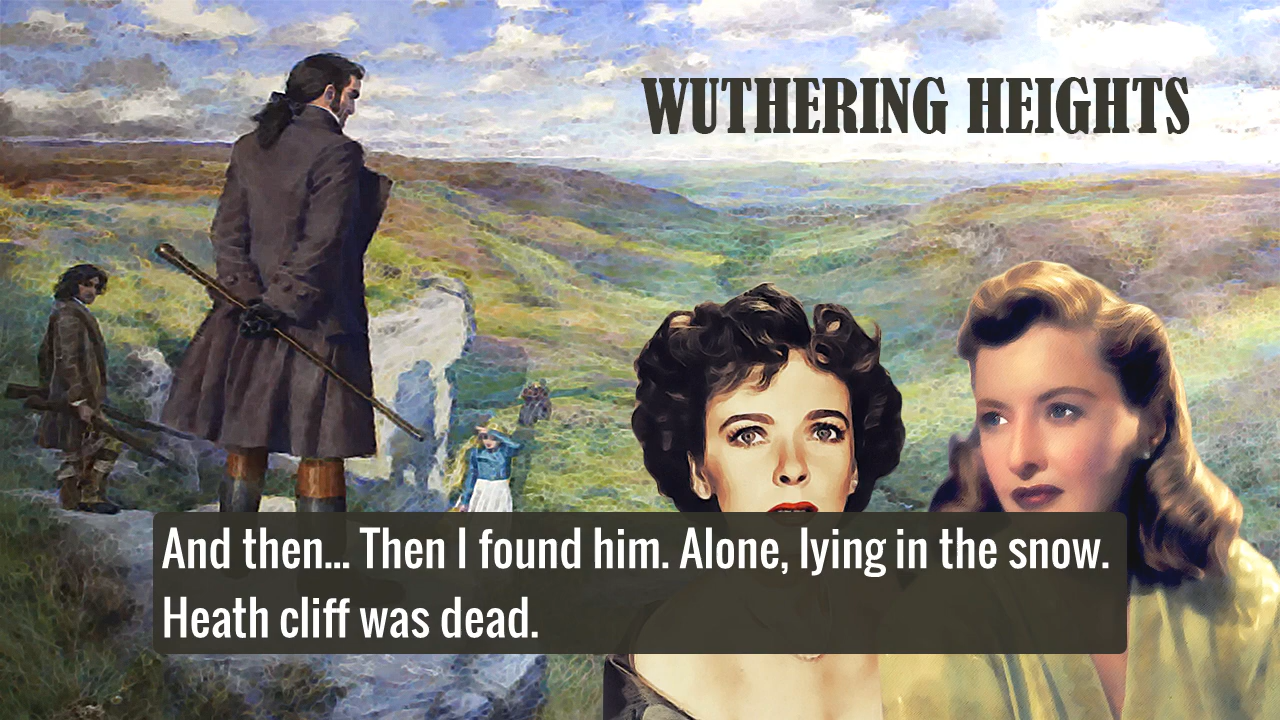 WUTHERING HEIGHTS
And then... Then I found him. Alone, lying in the snow.
Heath cliff was dead.